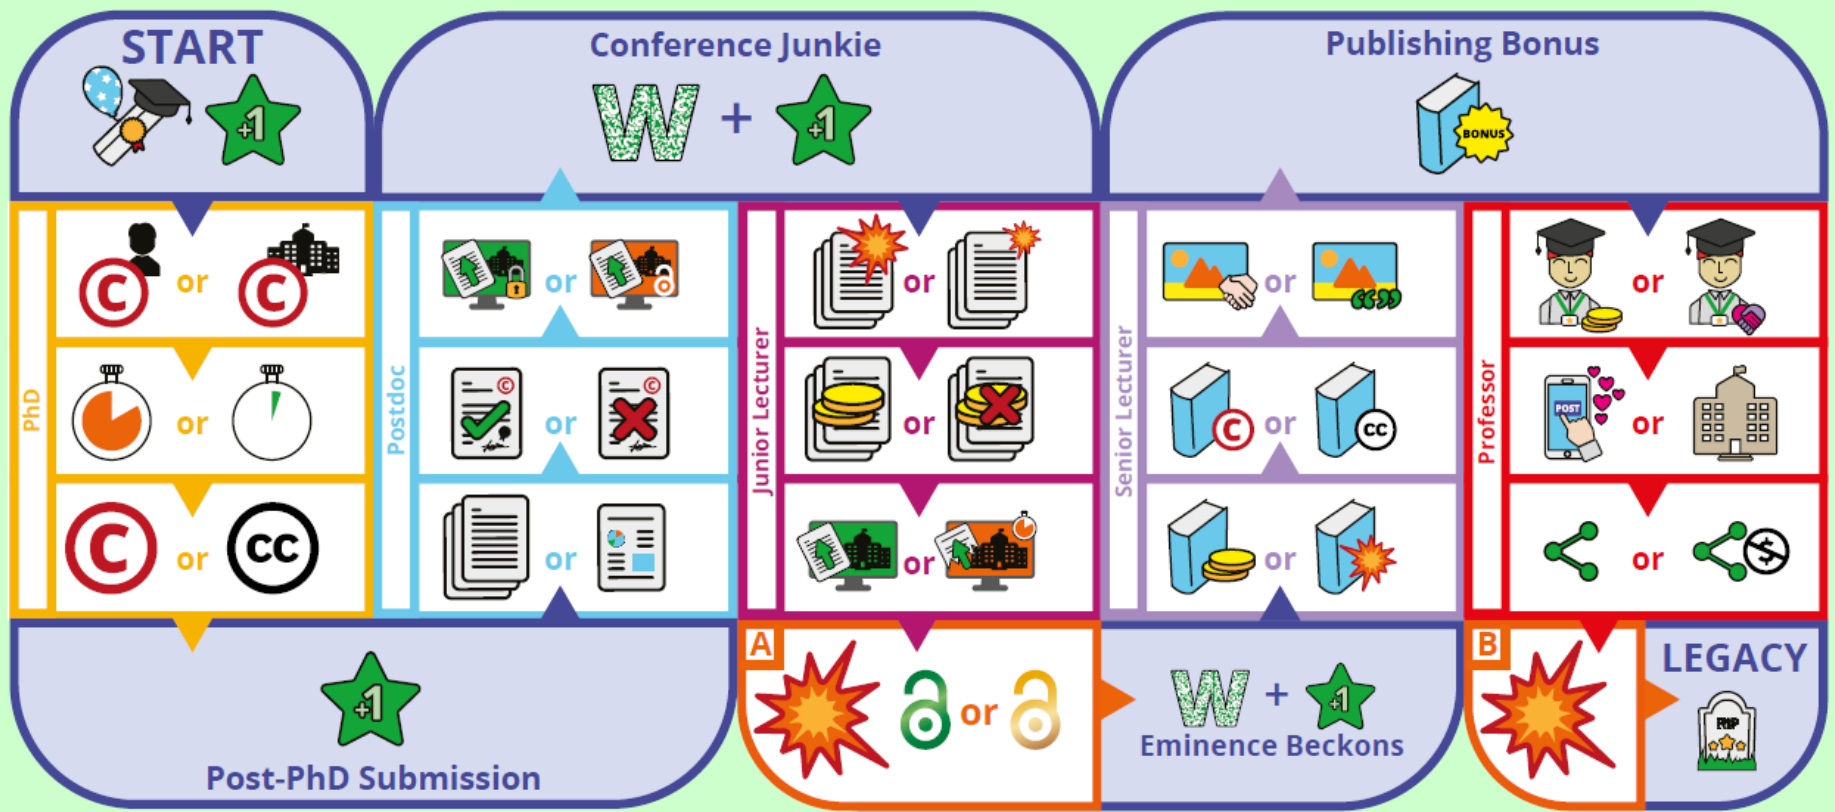 START
+1
Conference Junkie
W + +1
Publishing Bonus
BONUS
PhD
C or C
or
C or cc
Post-PhD Submission
+1
Postdoc
or
© or ©
or
Junior Lecturer
or
or
or
A
or
W + +1
Eminence Beckons
Senior Lecturer
or
C or cc
or
Professor
or
POST
or
or $
B
LEGACY
RIP